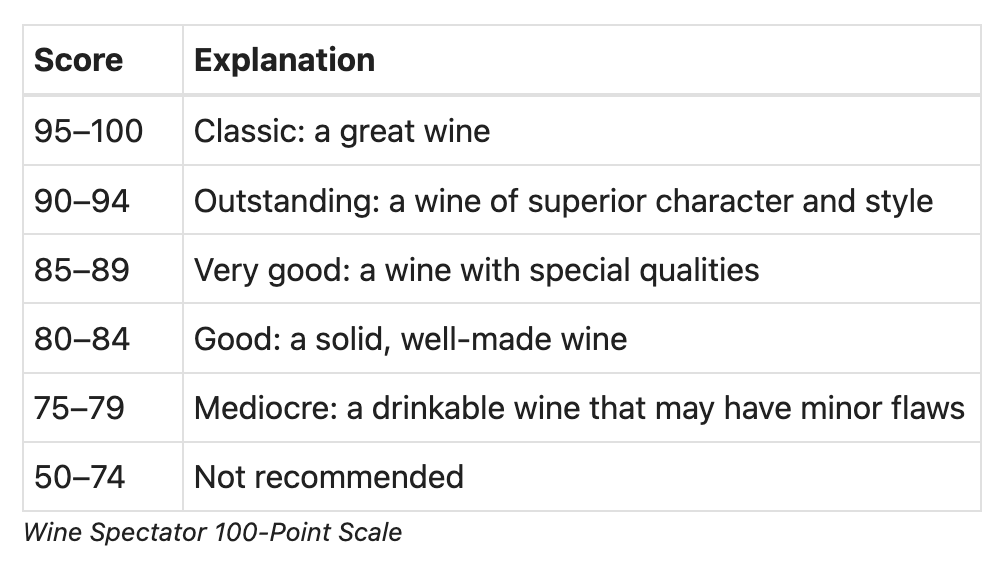 Score Explanation
95–100 Classic: a great wine
90–94 Outstanding: a wine of superior character and style
85–89 Very good: a wine with special qualities
80–84 Good: a solid, well-made wine
75–79 Mediocre: a drinkable wine that may have minor flaws
50–74 Not recommended
Wine Spectator 100-Point Scale